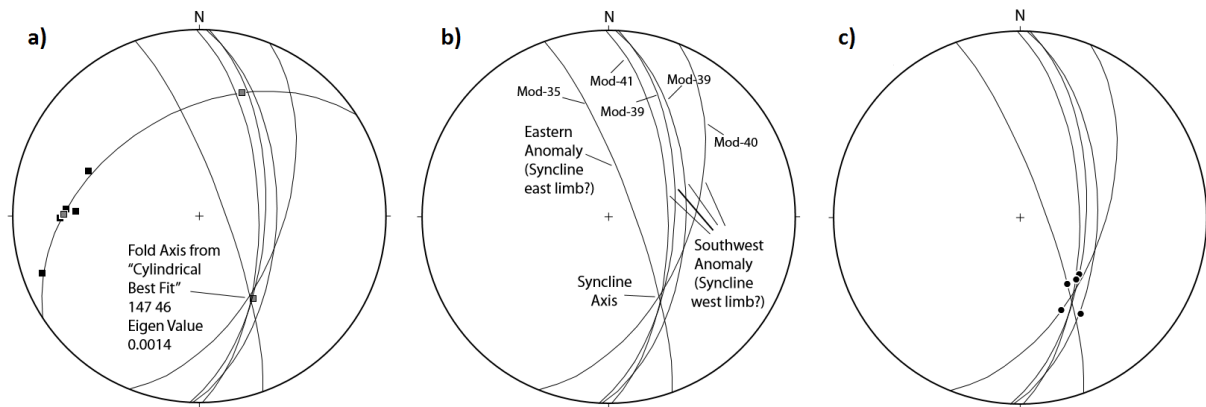 a)
N
Fold Axis from
“Cylindrical
Best Fit”
147 46
Eigen Value
0.0014
b)
N
Mod-41
Mod-39
Mod-35
Mod-39
Mod-40
Eastern
Anomaly
(Syncline
east limb?)
Southwest
Anomaly
(Syncline
west limb?)
Syncline
Axis
c)
N